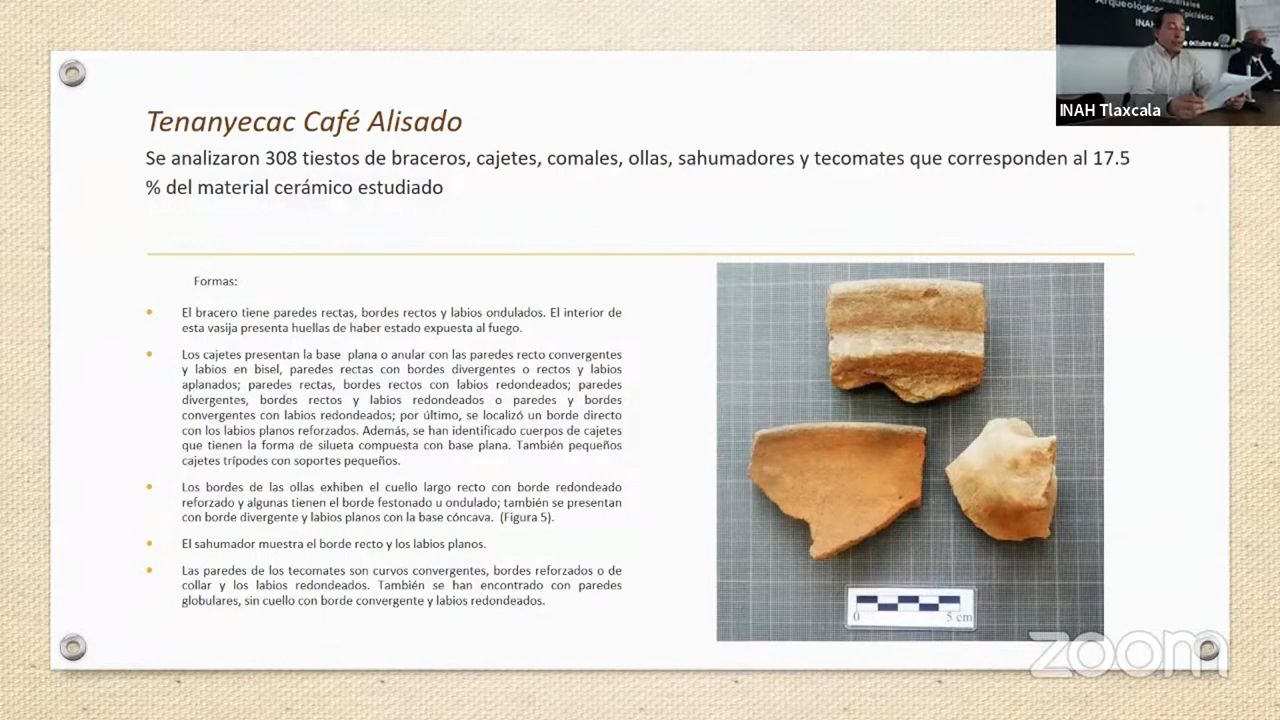 Arqueológicos Epiclásico
INAH
e octubre de
INAH Tlaxcala
Tenanyecac Café Alisado
Se analizaron 308 tiestos de braceros, cajetes, comales, ollas, sahumadores y tecomates que corresponden al 17.5
% del material cerámico estudiado
Formas:
El bracero tiene paredes rectas, bordes rectos y labios ondulados. El interior de
esta vasija presenta huellas de haber estado expuesta al fuego.
Los cajetes presentan la base plana o anular con las paredes recto convergentes
y labios en bisel, paredes rectas con bordes divergentes o rectos y labios
aplanados; paredes rectas, bordes rectos con labios redondeados; paredes
divergentes, bordes rectos y labios redondeados o paredes y bordes
convergentes con labios redondeados; por último, se localizó un borde directo
con los labios planos reforzados. Además, se han identificado cuerpos de cajetes
que tienen la forma de silueta compuesta con base plana. También pequeños
cajetes trípodes con soportes pequeños.
Los bordes de las ollas exhiben el cuello largo recto con borde redondeado
reforzado y algunas tienen el borde festonado u ondulado; también se presentan
con borde divergente y labios planos con la base cóncava. (Figura 5).
El sahumador muestra el borde recto y los labios planos.
Las paredes de los tecomates son curvos convergentes, bordes reforzados o de
collar y los labios redondeados. También se han encontrado con paredes
globulares, sin cuello con borde convergente y labios redondeados.
0 5 cm
zoom